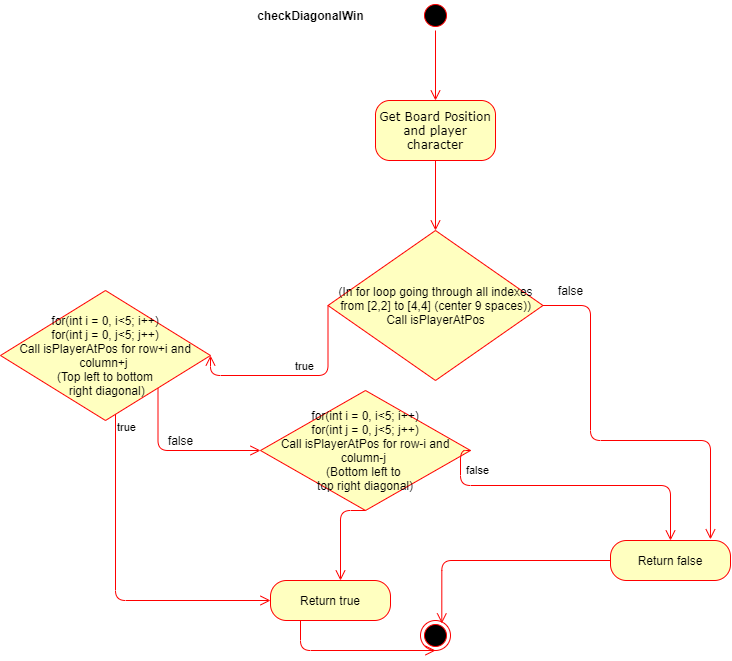 checkDiagonalWin
Get Board Position
and player
character
(In for loop going through all indexes
from [2,2] to [4,4] (center 9 spaces))
Call isPlayerAtPos
false
true
for(int i = 0, i<5; i++)
for(int j = 0, j<5; j++)
Call isPlayerAtPos for row+i and
column+j
(Top left to bottom
right diagonal)
true
false
for(int i = 0, i<5; i++)
for(int j = 0, j<5; j++)
Call isPlayerAtPos for row-i and
column-j
(Bottom left to
top right diagonal)
false
Return false
Return true